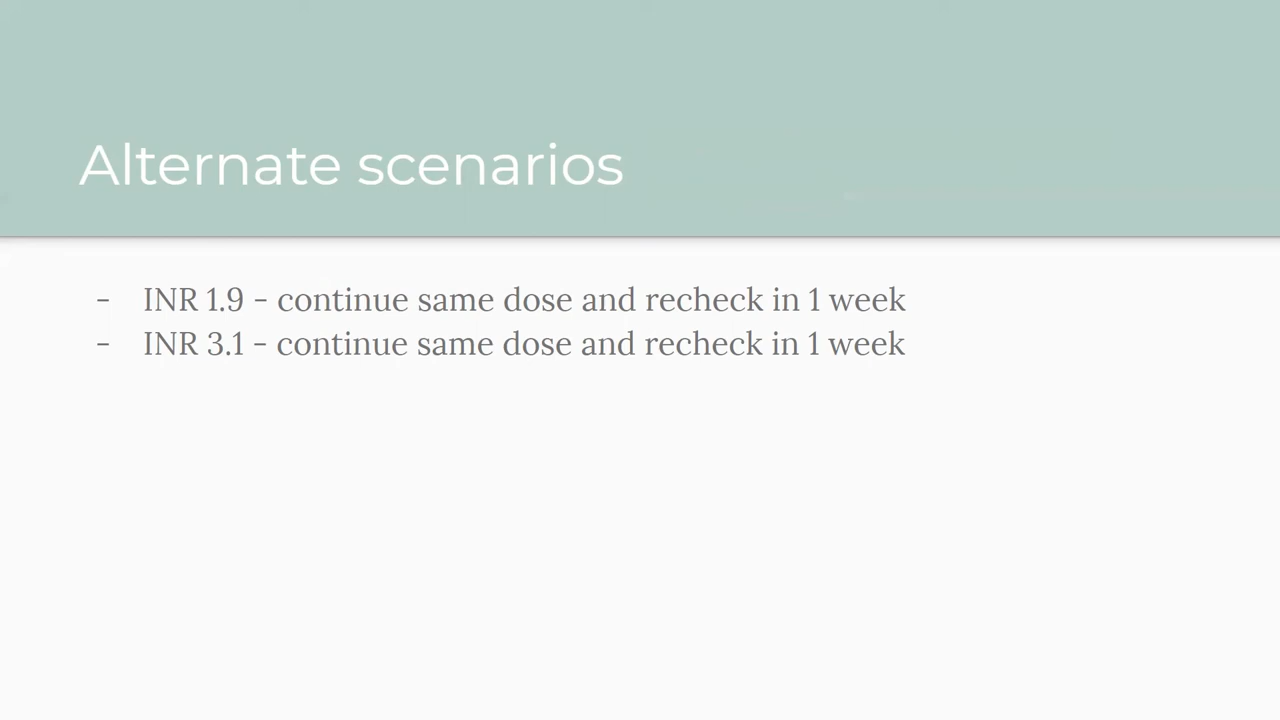 Alternate scenarios
- INR 1.9 - continue same dose and recheck in 1 week
- INR 3.1 - continue same dose and recheck in 1 week